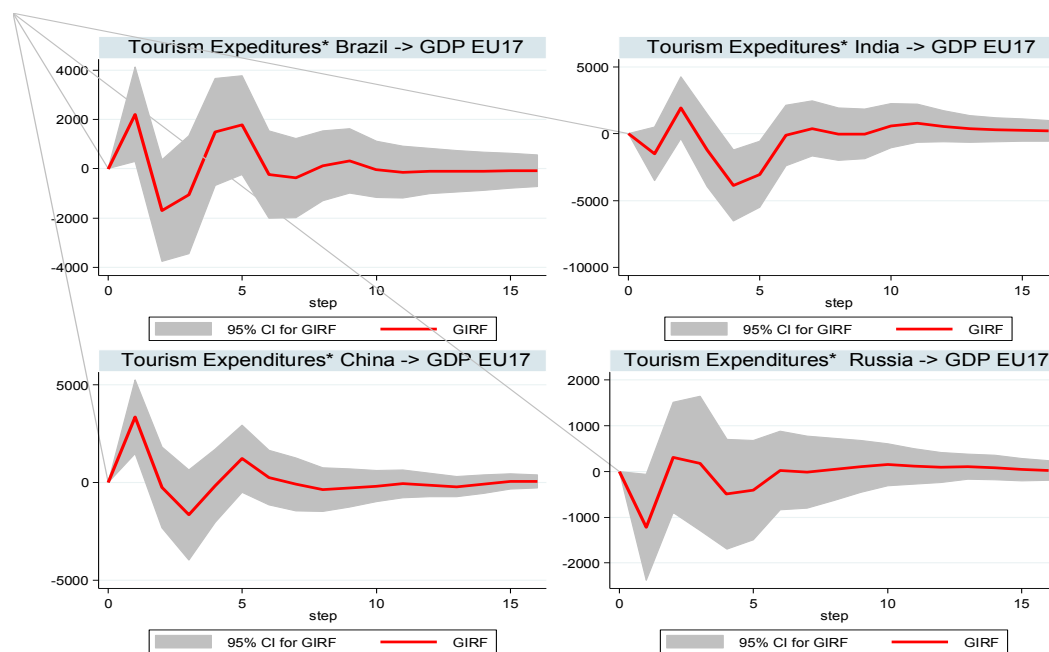 Tourism Expeditures* Brazil -> GDP EU17
4000
2000
0
-2000
-4000
0 5 10 15
step
95% CI for GIRF GIRF
Tourism Expeditures* India -> GDP EU17
5000
0
-5000
-10000
0 5 10 15
step
95% CI for GIRF GIRF
Tourism Expenditures* China -> GDP EU17
5000
0
-5000
0 5 10 15
step
95% CI for GIRF GIRF
Tourism Expenditures* Russia -> GDP EU17
2000
1000
0
-1000
-2000
0 5 10 15
step
95% CI for GIRF GIRF